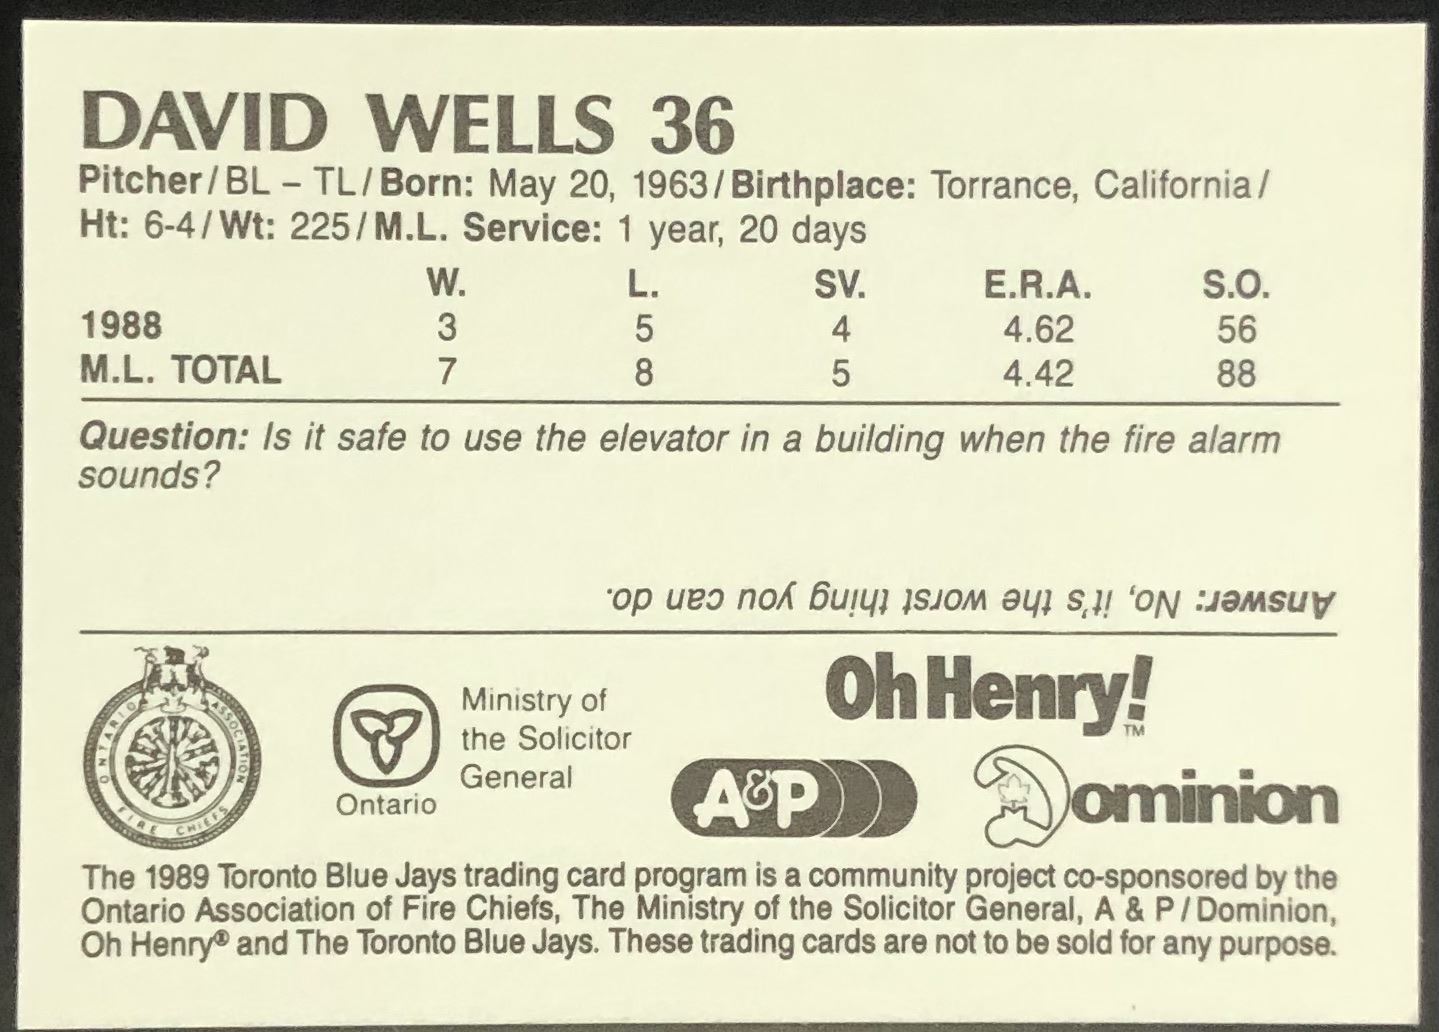 DAVID WELLS 36
Pitcher/BL – TL/Born: May 20, 1963/Birthplace: Torrance, California/
Ht: 6-4/Wt: 225/M.L. Service: 1 year, 20 days
W. L. SV. E.R.A. S.O.
1988 3 5 4 4.62 56
M.L. TOTAL 7 8 5 4.42 88
Question: Is it safe to use the elevator in a building when the fire alarm
sounds?
Answer: No, it's the worst thing you can do.
ONTARIO ASSOCIATION
FIRE CHIEFS
Ontario
Ministry of
the Solicitor
General
Oh Henry!™
A&P
Dominion
The 1989 Toronto Blue Jays trading card program is a community project co-sponsored by the
Ontario Association of Fire Chiefs, The Ministry of the Solicitor General, A & P/Dominion,
Oh Henry® and The Toronto Blue Jays. These trading cards are not to be sold for any purpose.